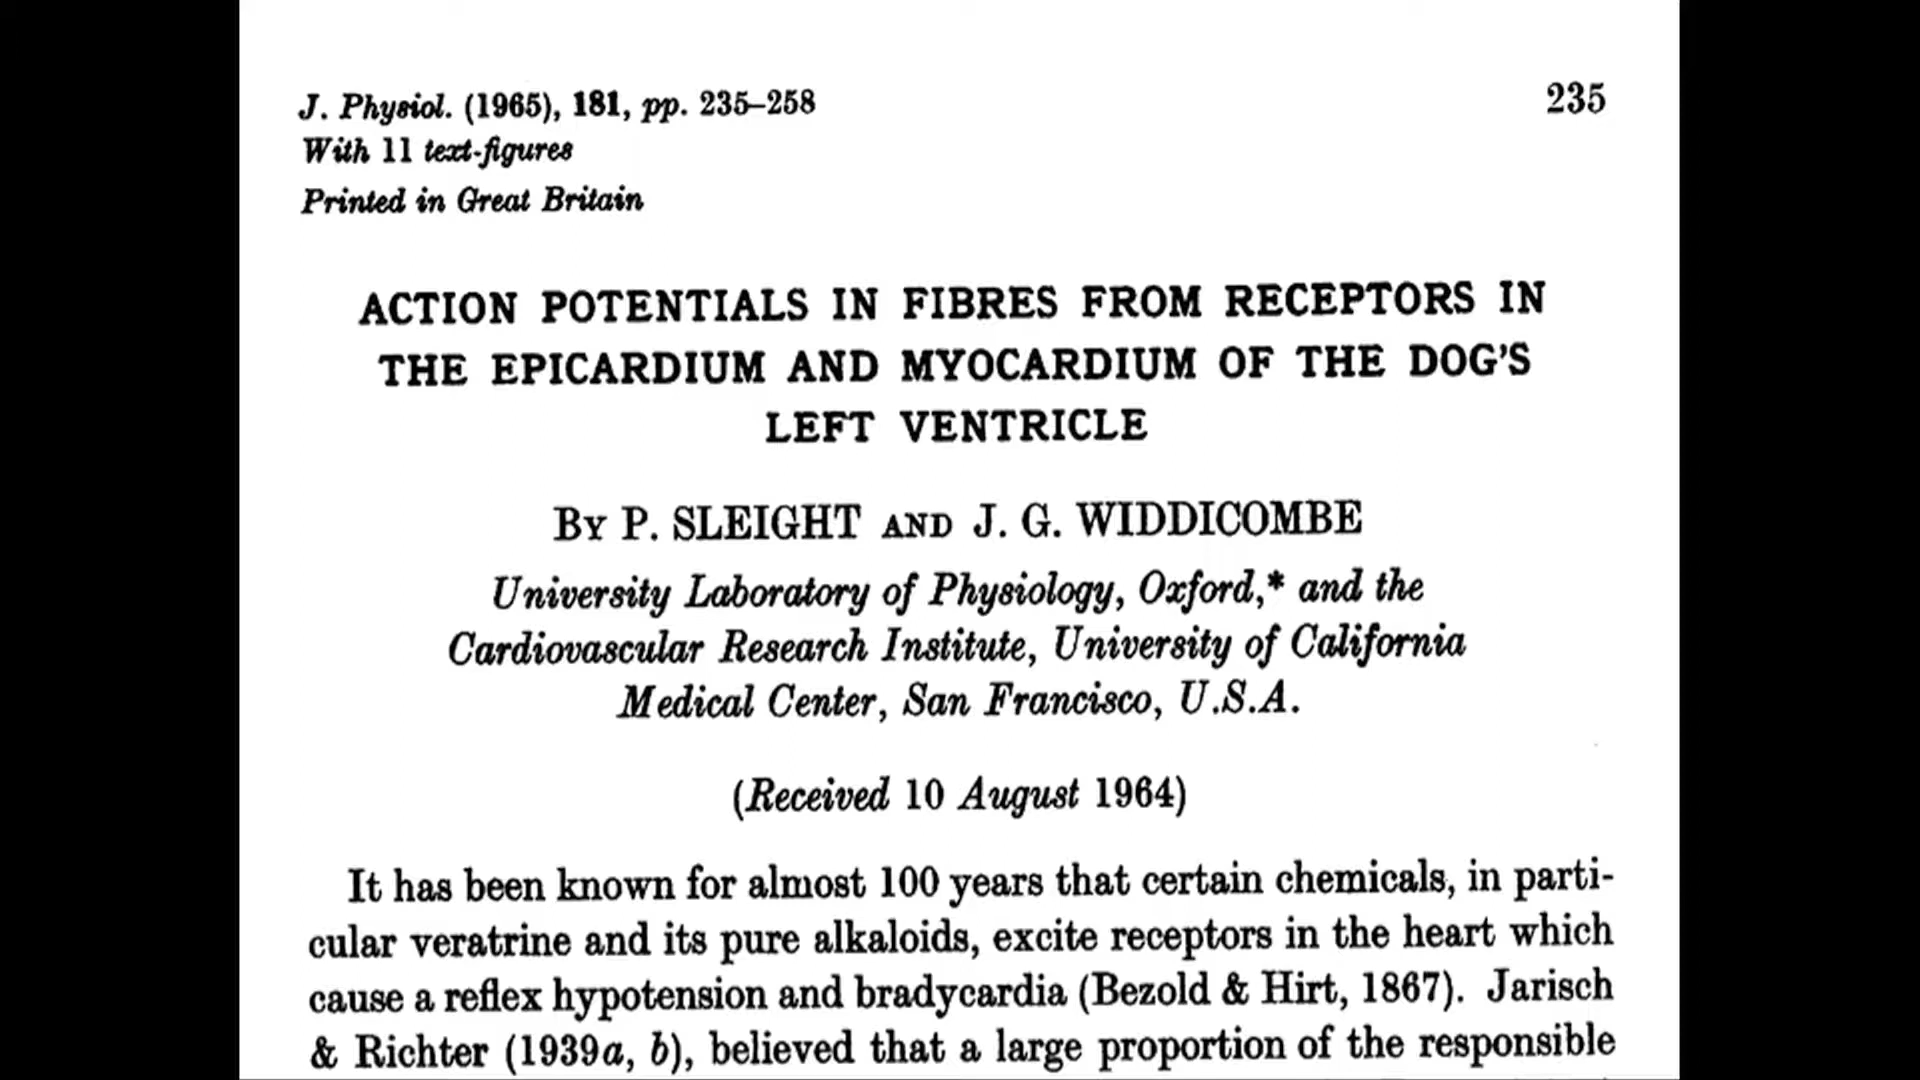 J. Physiol. (1965), 181, pp. 235–258
235
With 11 text-figures
Printed in Great Britain
ACTION POTENTIALS IN FIBRES FROM RECEPTORS IN
THE EPICARDIUM AND MYOCARDIUM OF THE DOG'S
LEFT VENTRICLE
BY P. SLEIGHT AND J. G. WIDDICOMBE
University Laboratory of Physiology, Oxford,* and the
Cardiovascular Research Institute, University of California
Medical Center, San Francisco, U.S.A.
(Received 10 August 1964)
It has been known for almost 100 years that certain chemicals, in parti-
cular veratrine and its pure alkaloids, excite receptors in the heart which
cause a reflex hypotension and bradycardia (Bezold & Hirt, 1867). Jarisch
& Richter (1939a, b), believed that a large proportion of the responsible